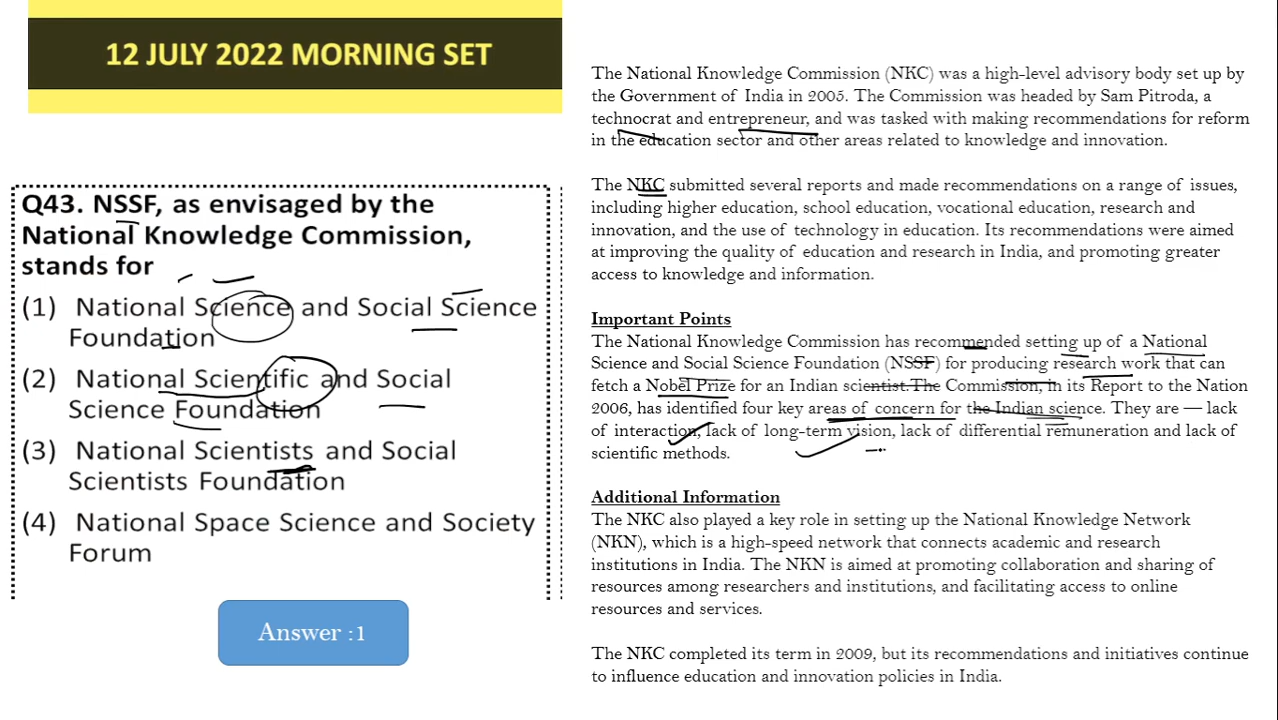 12 JULY 2022 MORNING SET
Q43. NSSF, as envisaged by the
National Knowledge Commission,
stands for
(1) National Science and Social Science
Foundation
(2) National Scientific and Social
Science Foundation
(3) National Scientists and Social
Scientists Foundation
(4) National Space Science and Society
Forum
Answer :1
The National Knowledge Commission (NKC) was a high-level advisory body set up by
the Government of India in 2005. The Commission was headed by Sam Pitroda, a
technocrat and entrepreneur, and was tasked with making recommendations for reform
in the education sector and other areas related to knowledge and innovation.
The NKC submitted several reports and made recommendations on a range of issues,
including higher education, school education, vocational education, research and
innovation, and the use of technology in education. Its recommendations were aimed
at improving the quality of education and research in India, and promoting greater
access to knowledge and information.
Important Points
The National Knowledge Commission has recommended setting up of a National
Science and Social Science Foundation (NSSF) for producing research work that can
fetch a Nobel Prize for an Indian scientist.The Commission, in its Report to the Nation
2006, has identified four key areas of concern for the Indian science. They are — lack
of interaction, lack of long-term vision, lack of differential remuneration and lack of
scientific methods.
Additional Information
The NKC also played a key role in setting up the National Knowledge Network
(NKN), which is a high-speed network that connects academic and research
institutions in India. The NKN is aimed at promoting collaboration and sharing of
resources among researchers and institutions, and facilitating access to online
resources and services.
The NKC completed its term in 2009, but its recommendations and initiatives continue
to influence education and innovation policies in India.